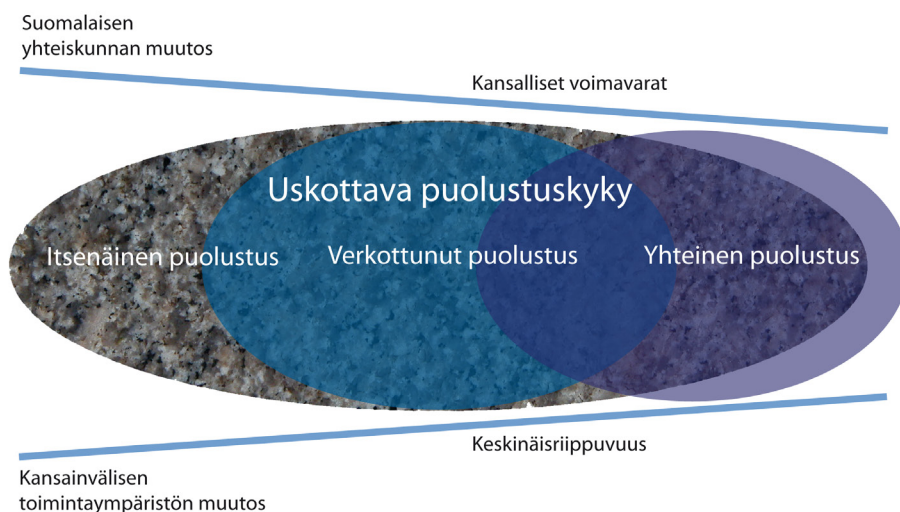 Suomalaisen
yhteiskunnan muutos
Kansalliset voimavarat
Uskottava puolustuskyky
Itsenäinen puolustus
Verkottunut puolustus
Yhteinen puolustus
Keskinäisriippuvuus
Kansainvälisen
toimintaympäristön muutos